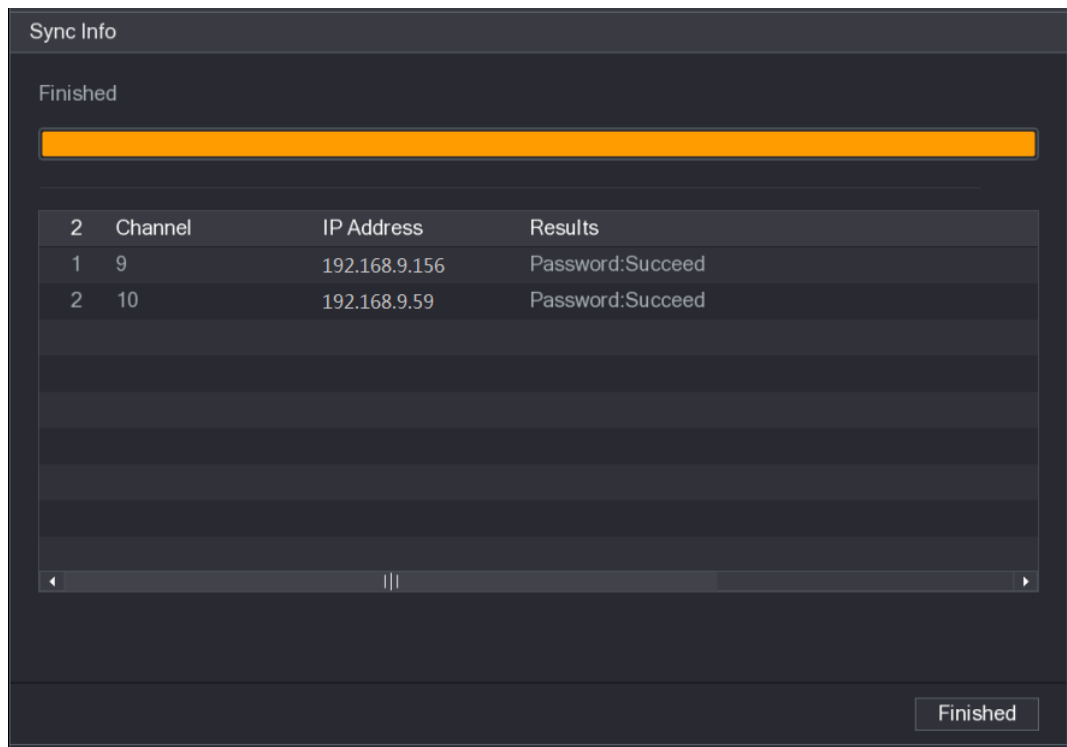 Sync Info
Finished
2 Channel IP Address Results
1 9 192.168.9.156 Password:Succeed
2 10 192.168.9.59 Password:Succeed
Finished